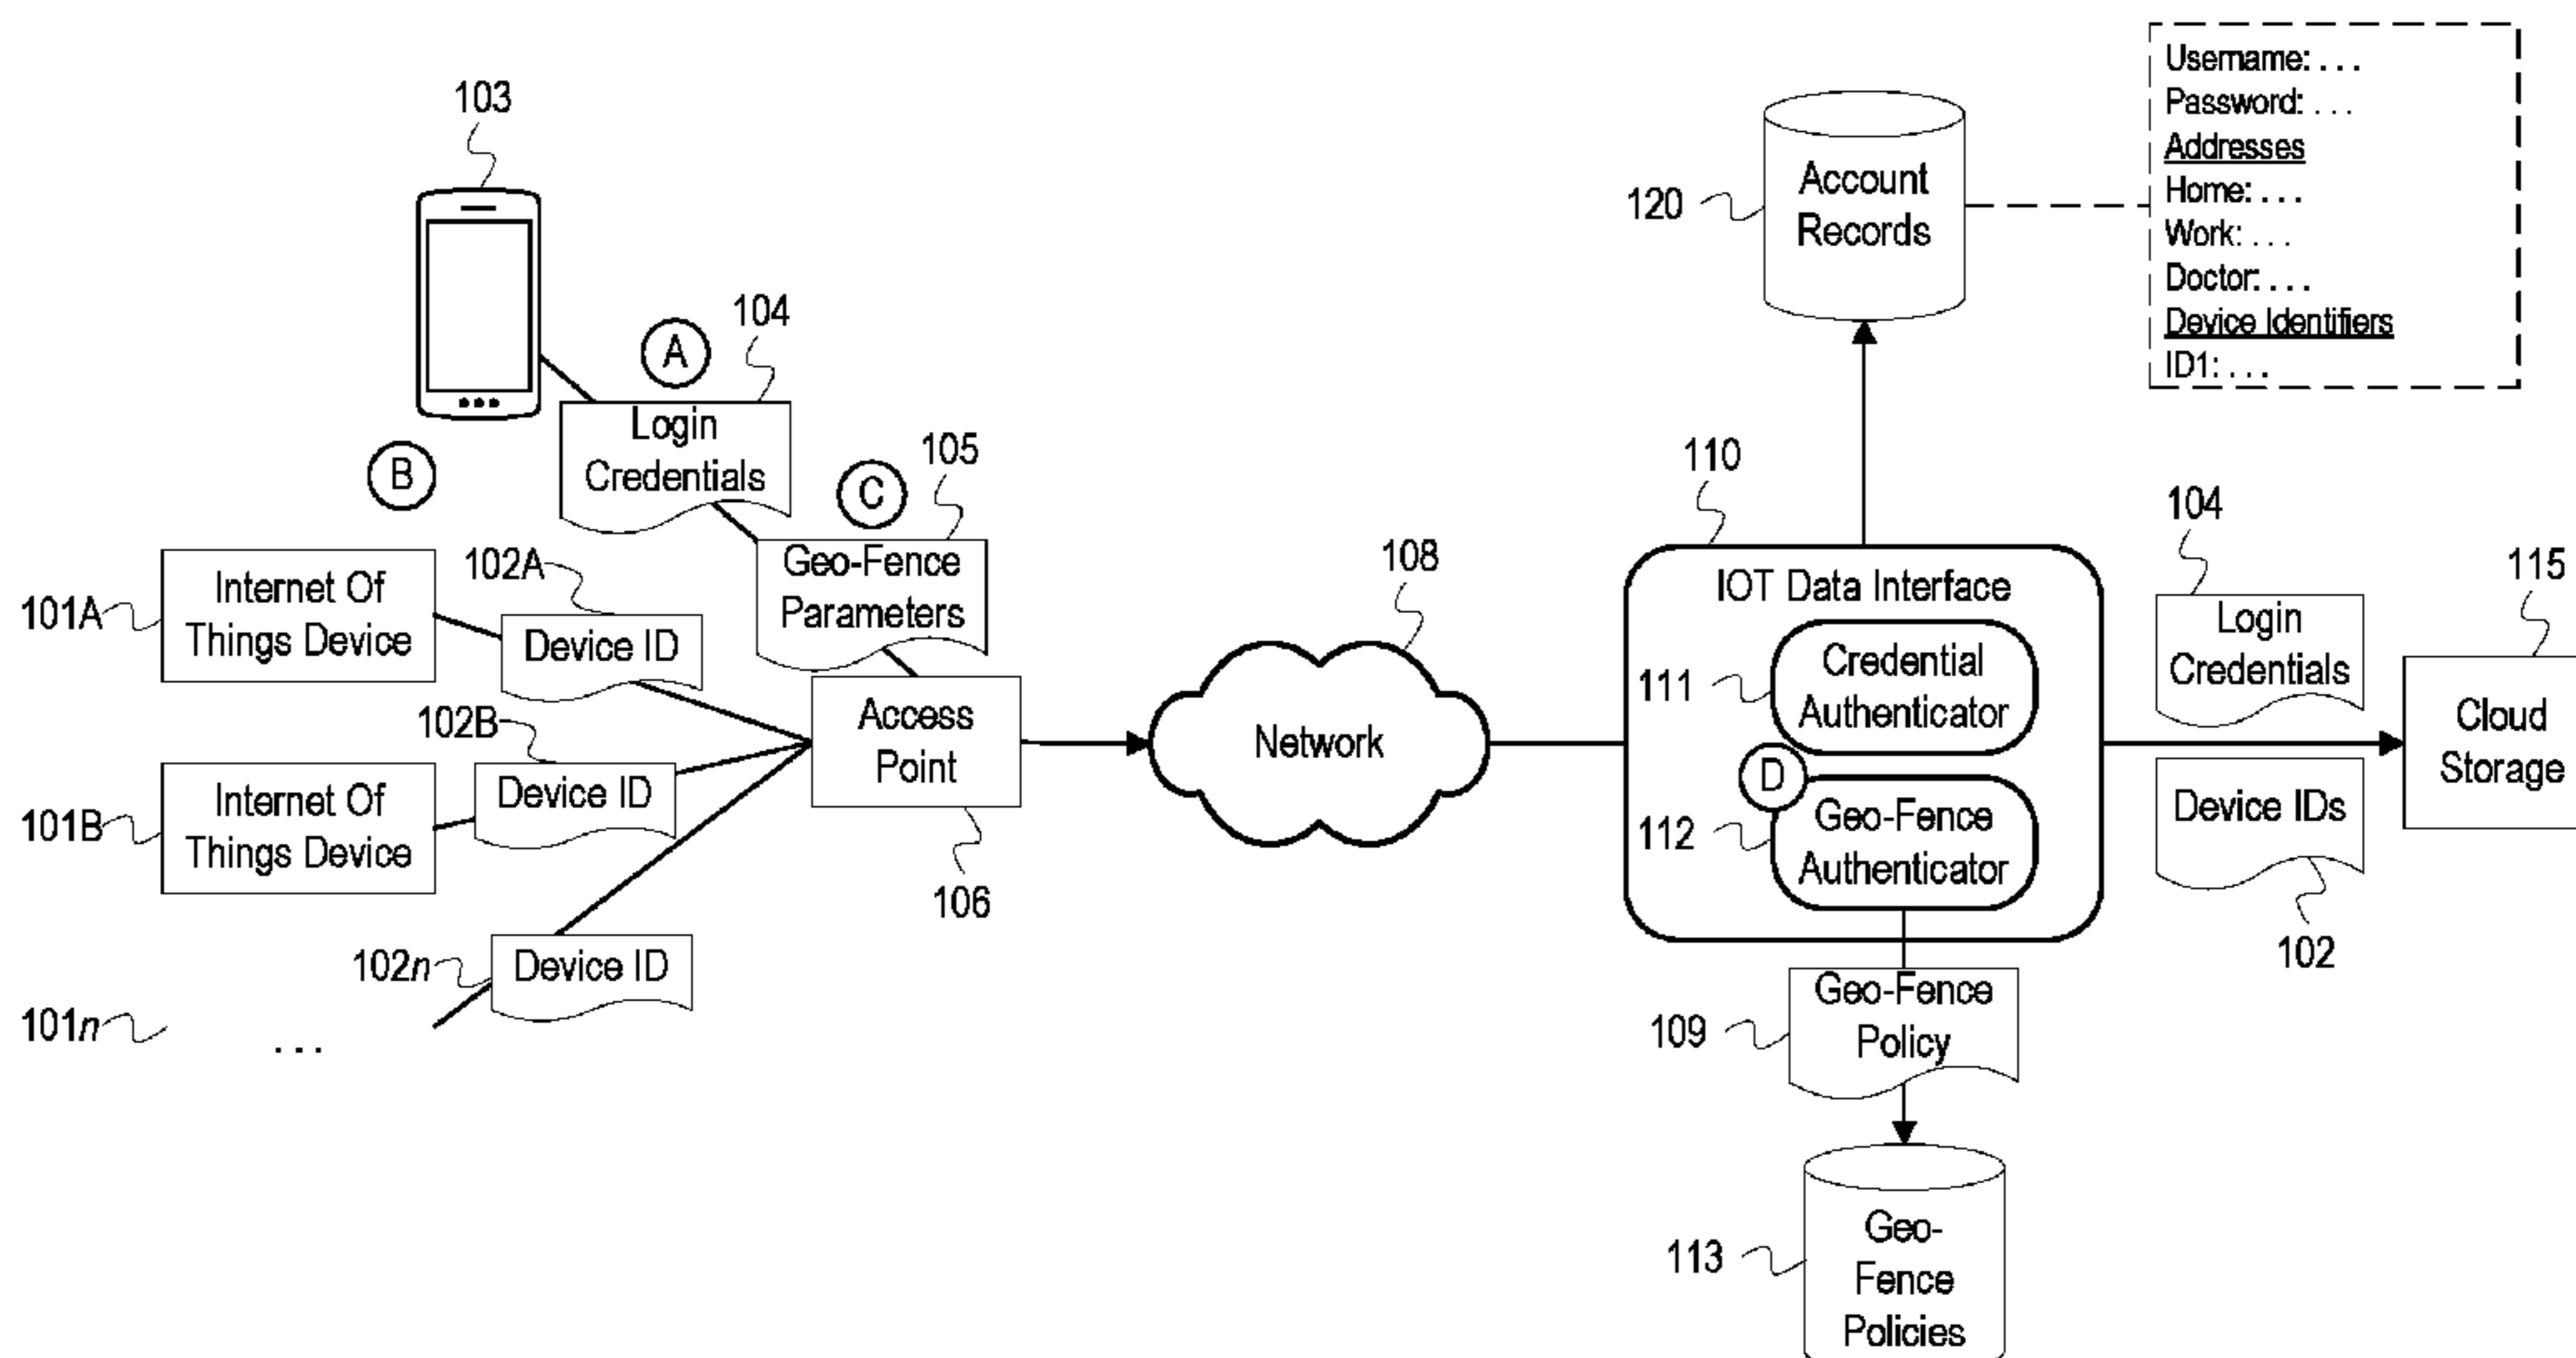 103
104
A
Login
Credentials
B
105
C
Geo-Fence
Parameters
102A
101A
Internet Of
Things Device
Device ID
102B
101B
Internet Of
Things Device
Device ID
102n
Device ID
101n
. . .
Access
Point
106
108
Network
120
Account
Records
Username: . . .
Password: . . .
Addresses
Home: . . .
Work: . . .
Doctor: . . .
Device Identifiers
ID1: . . .
110
IOT Data Interface
111
Credential
Authenticator
D
112
Geo-Fence
Authenticator
109
Geo-Fence
Policy
113
Geo-
Fence
Policies
104
Login
Credentials
115
Cloud
Storage
Device IDs
102